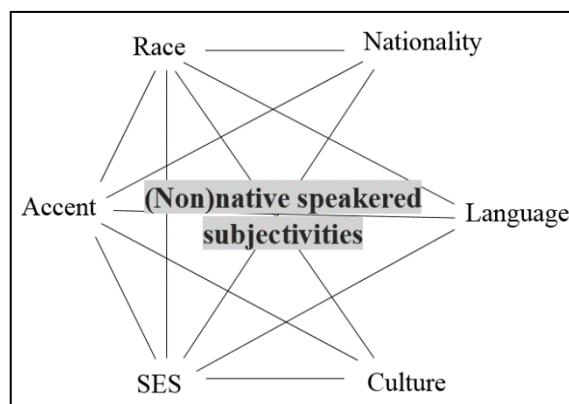 Race
Nationality
(Non)native speakered
subjectivities
Accent
Language
SES
Culture